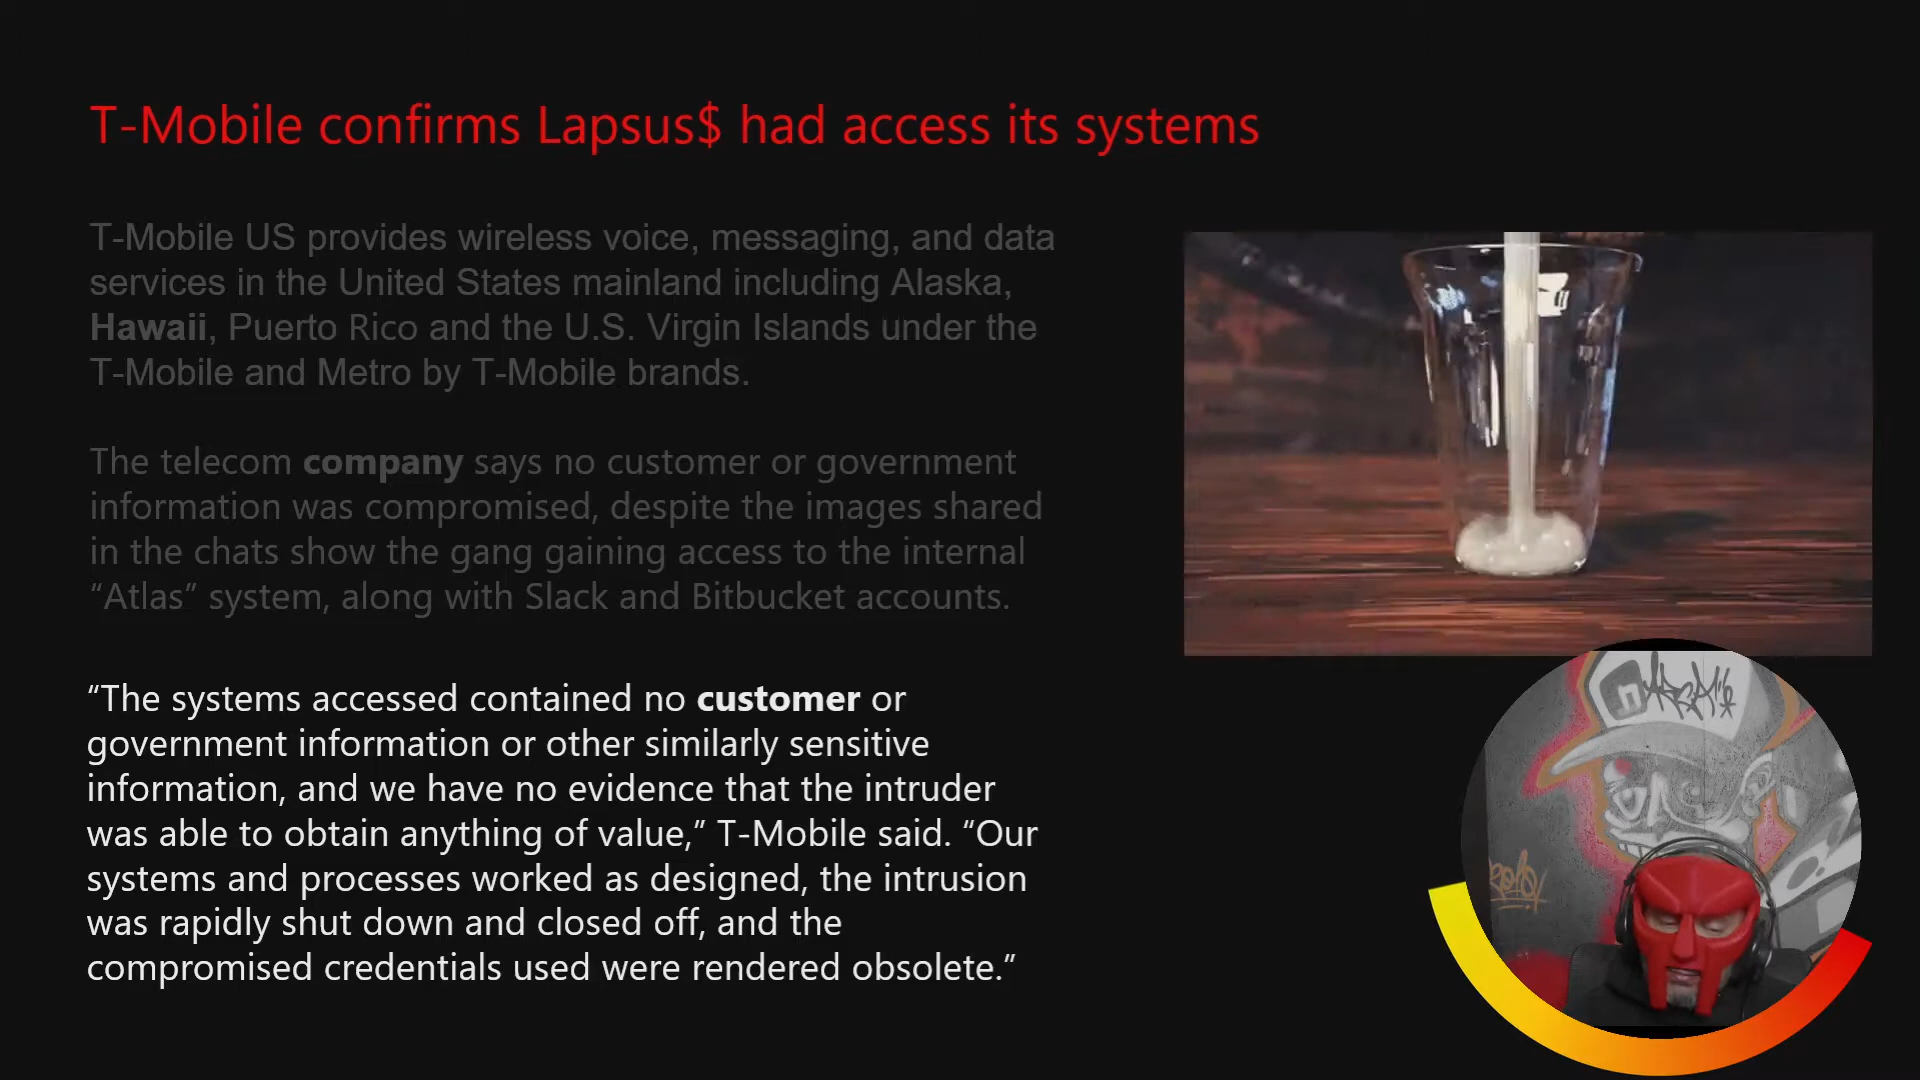 T-Mobile confirms Lapsus$ had access its systems
T-Mobile US provides wireless voice, messaging, and data
services in the United States mainland including Alaska,
Hawaii, Puerto Rico and the U.S. Virgin Islands under the
T-Mobile and Metro by T-Mobile brands.
The telecom company says no customer or government
information was compromised, despite the images shared
in the chats show the gang gaining access to the internal
“Atlas” system, along with Slack and Bitbucket accounts.
“The systems accessed contained no customer or
government information or other similarly sensitive
information, and we have no evidence that the intruder
was able to obtain anything of value,” T-Mobile said. “Our
systems and processes worked as designed, the intrusion
was rapidly shut down and closed off, and the
compromised credentials used were rendered obsolete.”